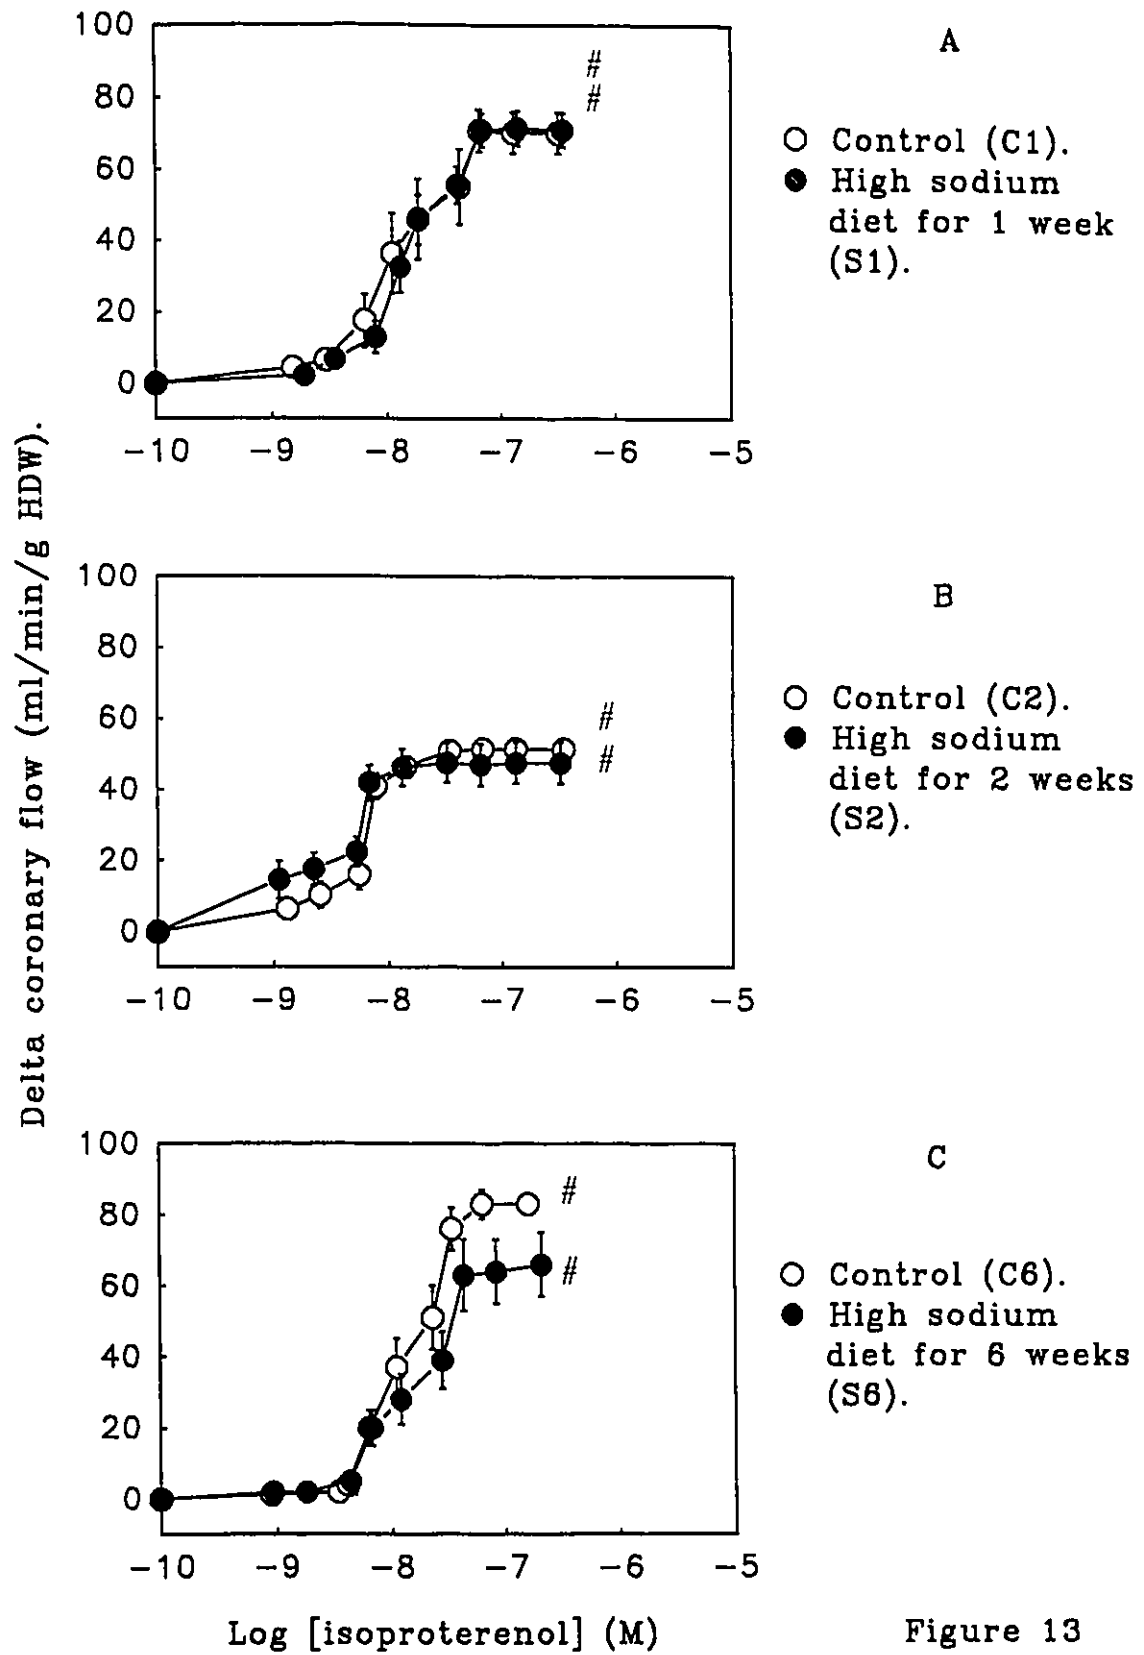 Delta coronary flow (ml/min/g HDW).
A
100
80
60
40
20
0
-10 -9 -8 -7 -6 -5
#
#
Control (C1).
High sodium
diet for 1 week
(S1).
B
100
80
60
40
20
0
-10 -9 -8 -7 -6 -5
#
#
Control (C2).
High sodium
diet for 2 weeks
(S2).
C
100
80
60
40
20
0
-10 -9 -8 -7 -6 -5
#
#
Control (C6).
High sodium
diet for 6 weeks
(S6).
Log [isoproterenol] (M)
Figure 13